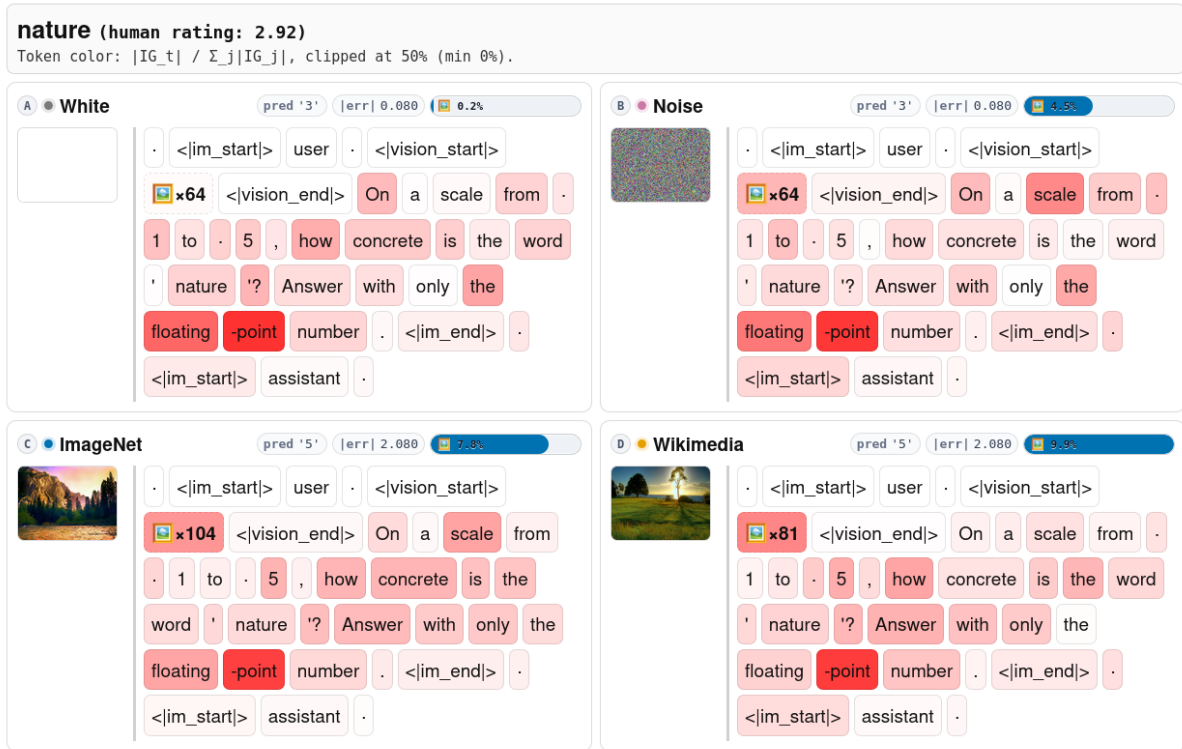 nature (human rating: 2.92)
Token color: |IG_t| / Σ_j|IG_j|, clipped at 50% (min 0%).
A White pred '3' |err| 0.080 0.2%
· <|im_start|> user · <|vision_start|>
×64 <|vision_end|> On a scale from ·
1 to · 5 , how concrete is the word
' nature '? Answer with only the
floating -point number . <|im_end|> ·
<|im_start|> assistant ·
B Noise pred '3' |err| 0.080 4.5%
· <|im_start|> user · <|vision_start|>
×64 <|vision_end|> On a scale from ·
1 to · 5 , how concrete is the word
' nature '? Answer with only the
floating -point number . <|im_end|> ·
<|im_start|> assistant ·
C ImageNet pred '5' |err| 2.080 7.8%
· <|im_start|> user · <|vision_start|>
×104 <|vision_end|> On a scale from
· 1 to · 5 , how concrete is the
word ' nature '? Answer with only the
floating -point number . <|im_end|> ·
<|im_start|> assistant ·
D Wikimedia pred '5' |err| 2.080 9.9%
· <|im_start|> user · <|vision_start|>
×81 <|vision_end|> On a scale from ·
1 to · 5 , how concrete is the word
' nature '? Answer with only the
floating -point number . <|im_end|> ·
<|im_start|> assistant ·